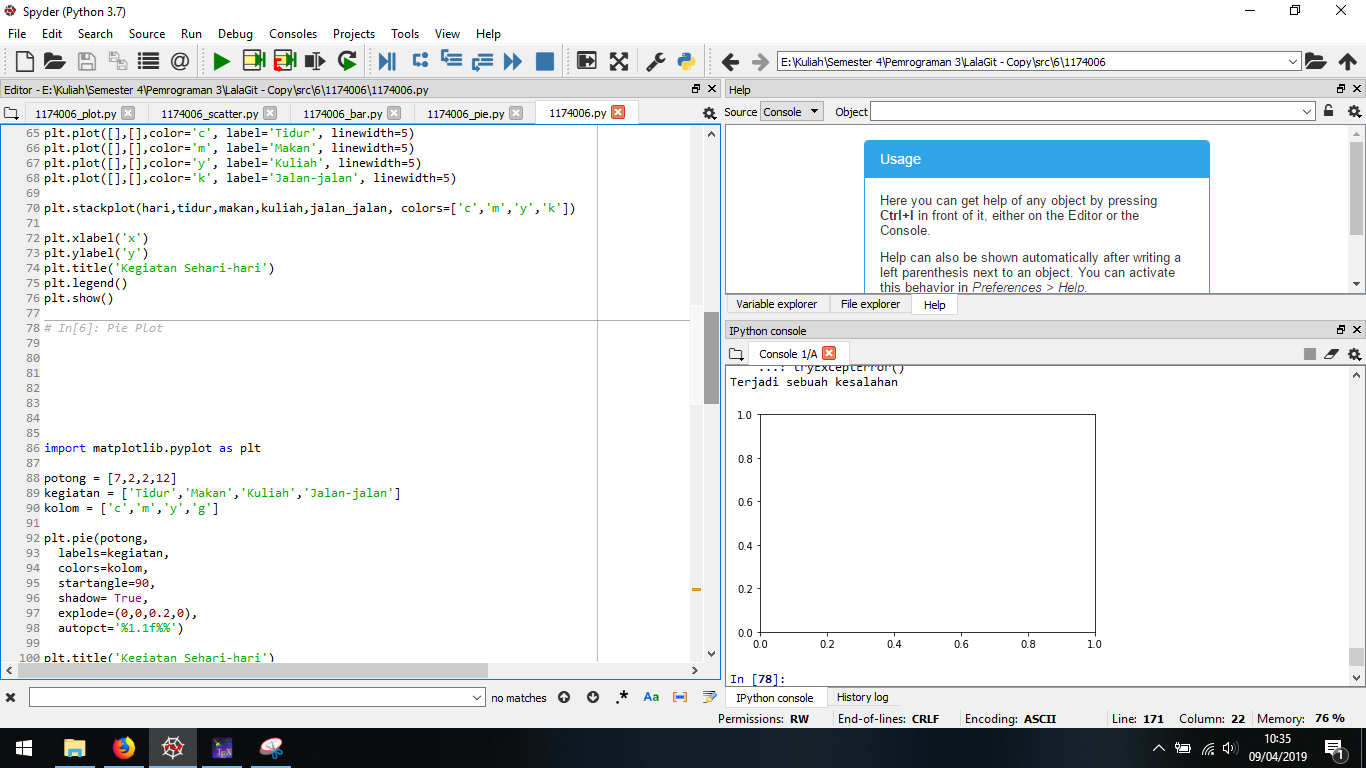 Spyder (Python 3.7)
File Edit Search Source Run Debug Consoles Projects Tools View Help
E:\Kuliah\Semester 4\Pemrograman 3\LalaGit - Copy\src\6\1174006
Editor - E:\Kuliah\Semester 4\Pemrograman 3\LalaGit - Copy\src\6\1174006\1174006.py
1174006_plot.py 1174006_scatter.py 1174006_bar.py 1174006_pie.py 1174006.py
65 plt.plot([],[],color='c', label='Tidur', linewidth=5)
66 plt.plot([],[],color='m', label='Makan', linewidth=5)
67 plt.plot([],[],color='y', label='Kuliah', linewidth=5)
68 plt.plot([],[],color='k', label='Jalan-jalan', linewidth=5)
69
70 plt.stackplot(hari,tidur,makan,kuliah,jalan_jalan, colors=['c','m','y','k'])
71
72 plt.xlabel('x')
73 plt.ylabel('y')
74 plt.title('Kegiatan Sehari-hari')
75 plt.legend()
76 plt.show()
77
78 # In[6]: Pie Plot
79
80
81
82
83
84
85
86 import matplotlib.pyplot as plt
87
88 potong = [7,2,2,12]
89 kegiatan = ['Tidur','Makan','Kuliah','Jalan-jalan']
90 kolom = ['c','m','y','g']
91
92 plt.pie(potong,
93 labels=kegiatan,
94 colors=kolom,
95 startangle=90,
96 shadow= True,
97 explode=(0,0,0.2,0),
98 autopct='%1.1f%%')
99
100 plt.title('Kegiatan Sehari-hari')
no matches
.* Aa
Help
Source Console Object
Usage
Here you can get help of any object by pressing
Ctrl+I in front of it, either on the Editor or the
Console.
Help can also be shown automatically after writing a
left parenthesis next to an object. You can activate
this behavior in Preferences > Help.
Variable explorer File explorer Help
IPython console
Console 1/A
...: tryExceptError()
Terjadi sebuah kesalahan
1.0
0.8
0.6
0.4
0.2
0.0
0.0 0.2 0.4 0.6 0.8 1.0
In [78]:
IPython console History log
Permissions: RW End-of-lines: CRLF Encoding: ASCII Line: 171 Column: 22 Memory: 76 %
10:35
09/04/2019
1